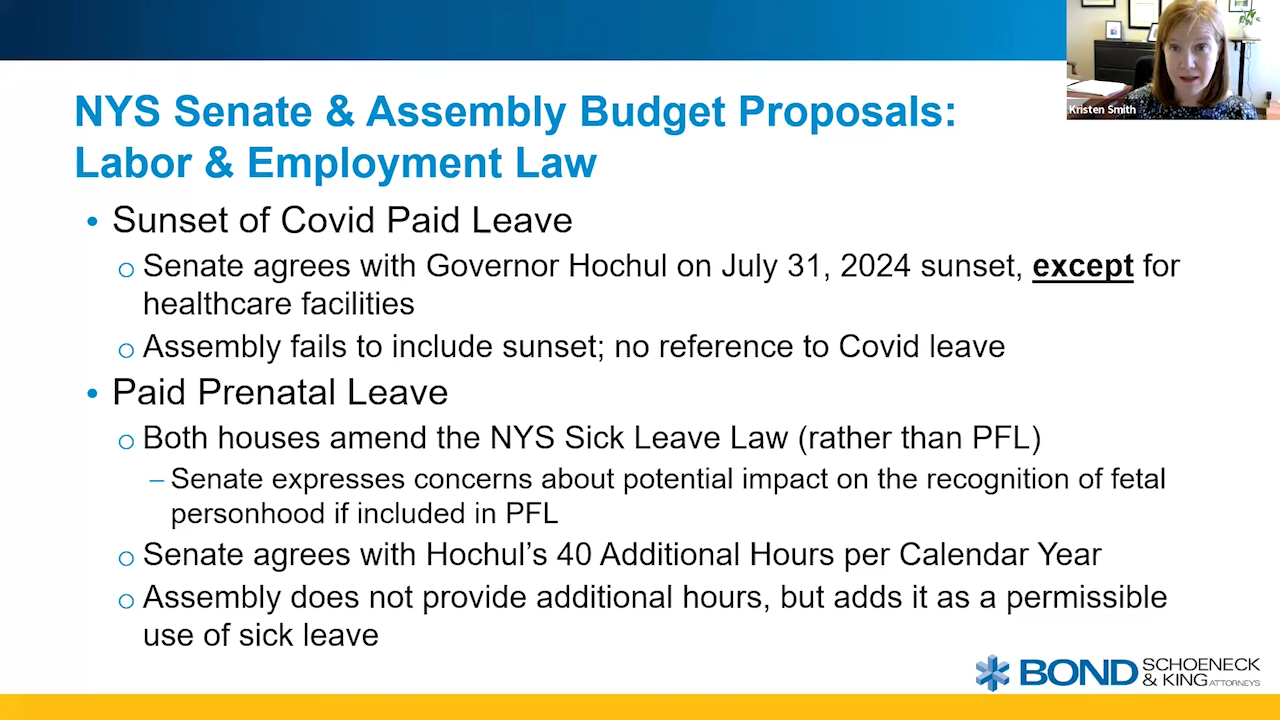 Kristen Smith
NYS Senate & Assembly Budget Proposals:
Labor & Employment Law
• Sunset of Covid Paid Leave
o Senate agrees with Governor Hochul on July 31, 2024 sunset, except for
healthcare facilities
o Assembly fails to include sunset; no reference to Covid leave
• Paid Prenatal Leave
o Both houses amend the NYS Sick Leave Law (rather than PFL)
– Senate expresses concerns about potential impact on the recognition of fetal
personhood if included in PFL
o Senate agrees with Hochul’s 40 Additional Hours per Calendar Year
o Assembly does not provide additional hours, but adds it as a permissible
use of sick leave
BOND SCHOENECK
& KING ATTORNEYS